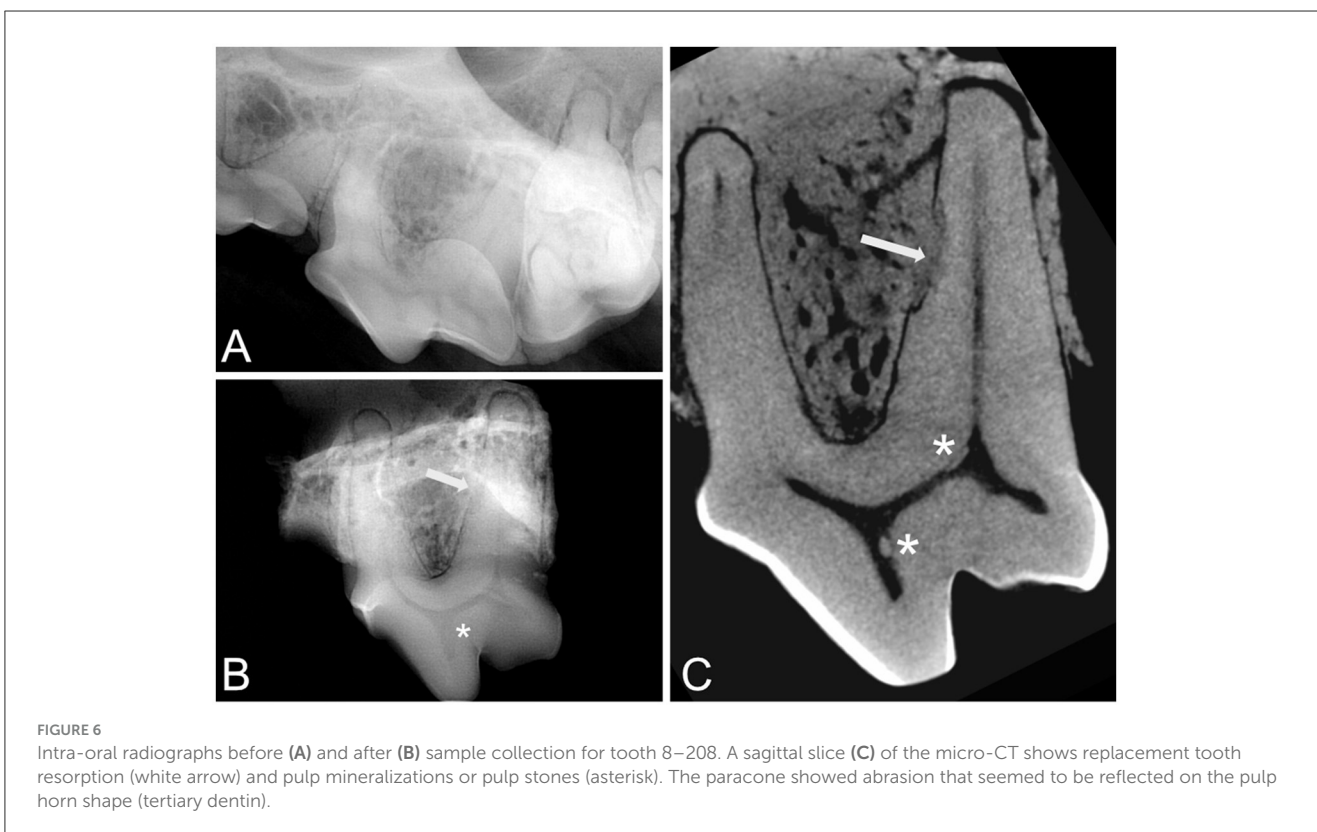 A
B
*
C
*
*
FIGURE 6
Intra-oral radiographs before (A) and after (B) sample collection for tooth 8–208. A sagittal slice (C) of the micro-CT shows replacement tooth
resorption (white arrow) and pulp mineralizations or pulp stones (asterisk). The paracone showed abrasion that seemed to be reflected on the pulp
horn shape (tertiary dentin).